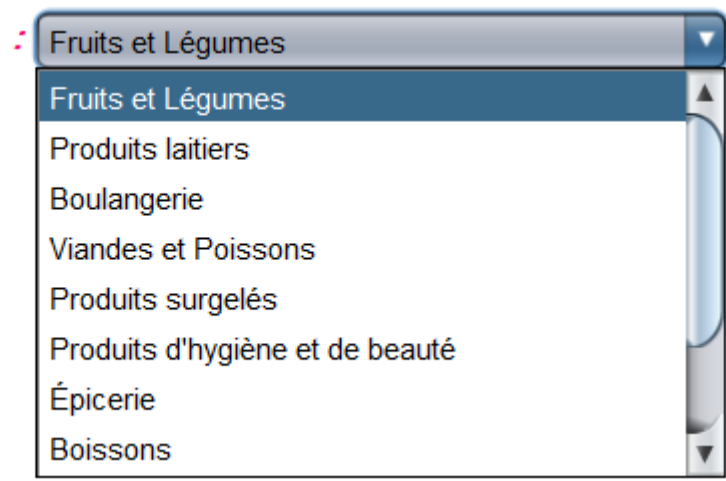 :
Fruits et Légumes
Fruits et Légumes
Produits laitiers
Boulangerie
Viandes et Poissons
Produits surgelés
Produits d'hygiène et de beauté
Épicerie
Boissons